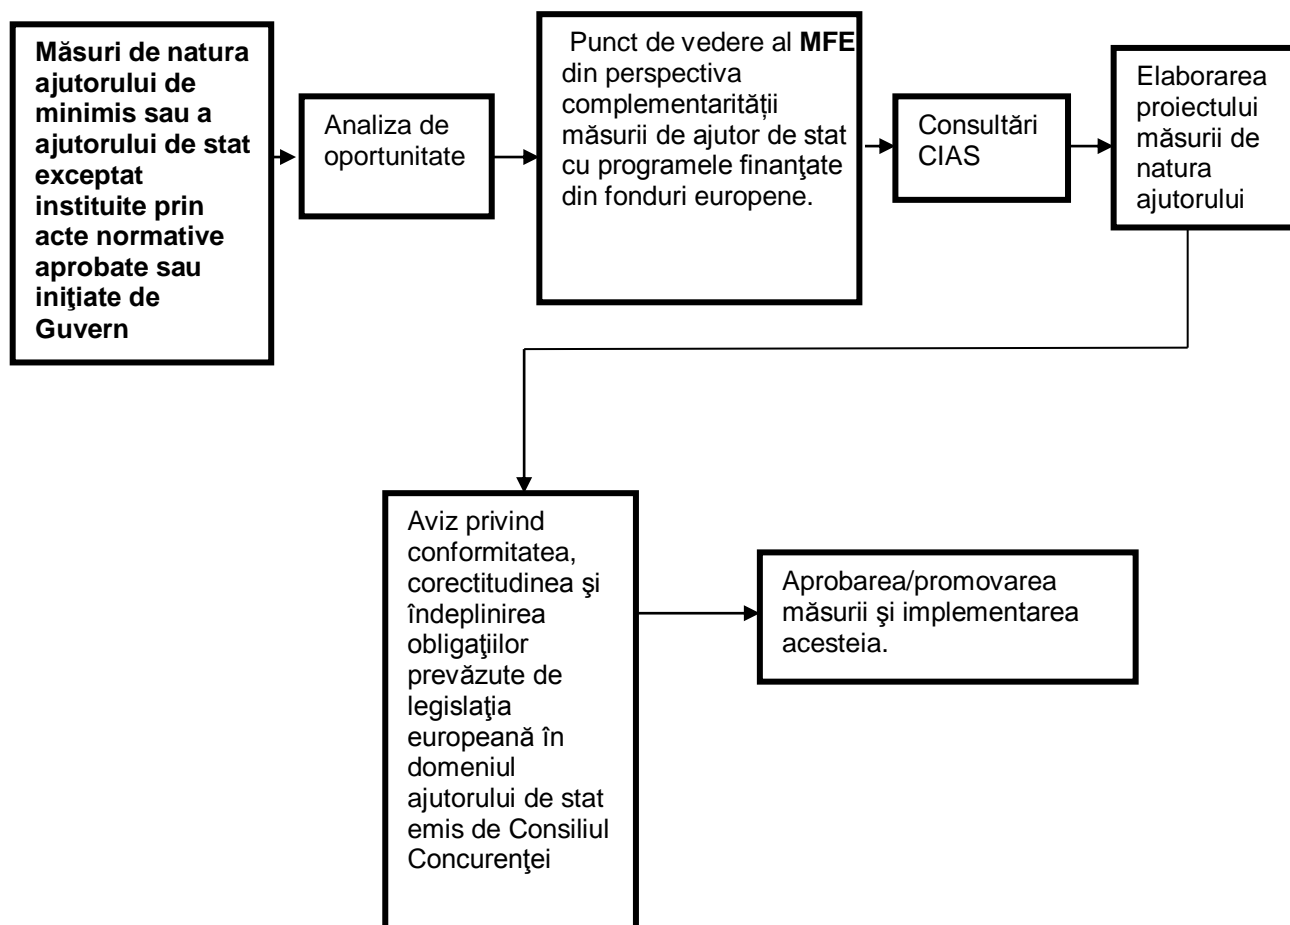 Măsuri de natura
ajutorului de
minimis sau a
ajutorului de stat
exceptat
instituite prin
acte normative
aprobate sau
iniţiate de
Guvern
Analiza de
oportunitate
Punct de vedere al MFE
din perspectiva
complementarității
măsurii de ajutor de stat
cu programele finanţate
din fonduri europene.
Consultări
CIAS
Elaborarea
proiectului
măsurii de
natura
ajutorului
Aviz privind
conformitatea,
corectitudinea şi
îndeplinirea
obligaţiilor
prevăzute de
legislaţia
europeană în
domeniul
ajutorului de stat
emis de Consiliul
Concurenţei
Aprobarea/promovarea
măsurii şi implementarea
acesteia.